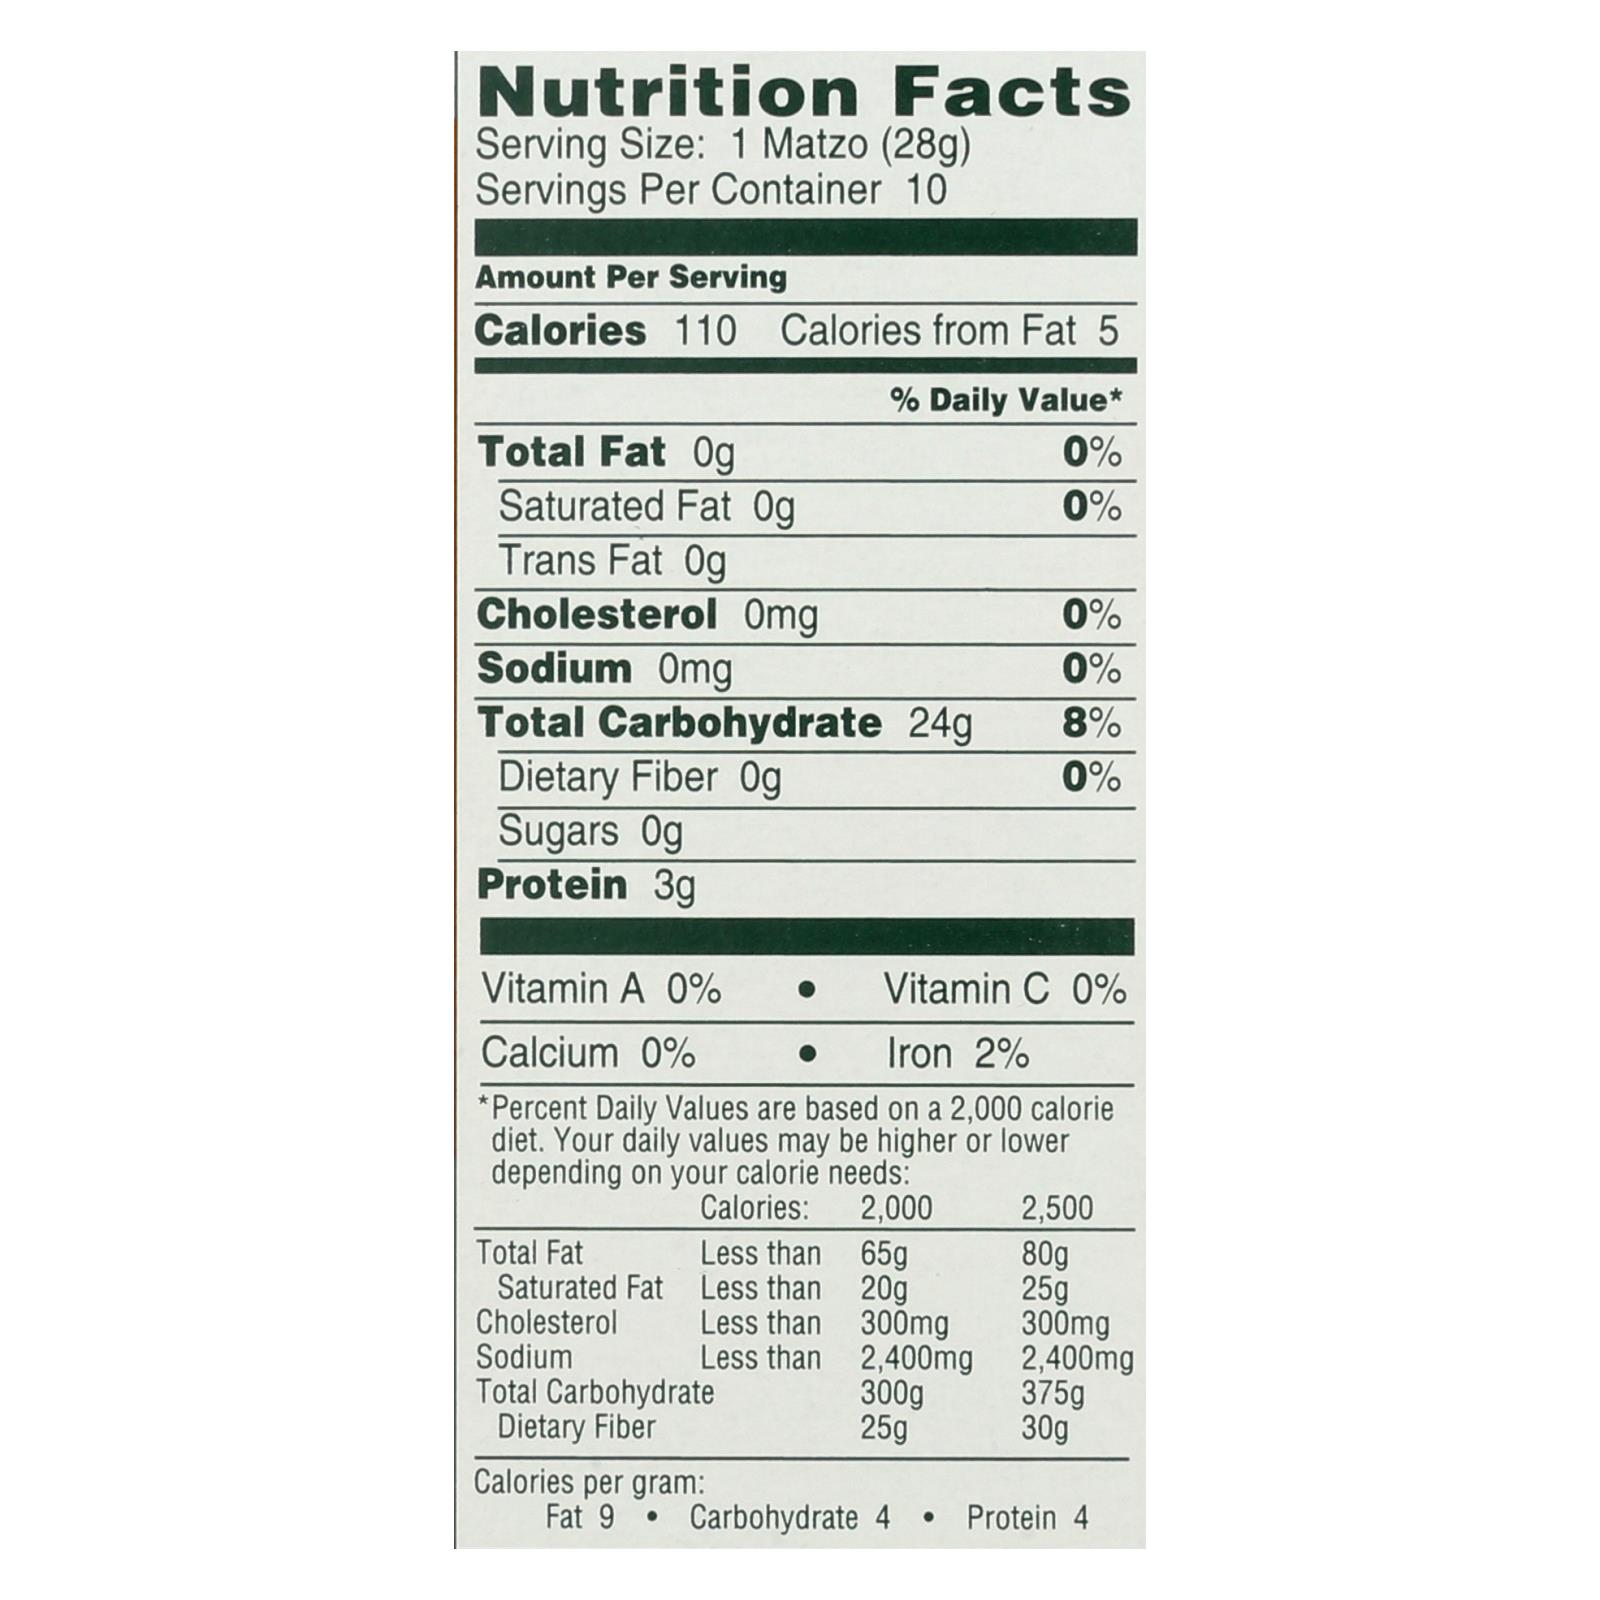 Nutrition Facts
Serving Size: 1 Matzo (28g)
Servings Per Container 10
Amount Per Serving
Calories 110 Calories from Fat 5
% Daily Value*
Total Fat 0g 0%
Saturated Fat 0g 0%
Trans Fat 0g
Cholesterol 0mg 0%
Sodium 0mg 0%
Total Carbohydrate 24g 8%
Dietary Fiber 0g 0%
Sugars 0g
Protein 3g
Vitamin A 0% • Vitamin C 0%
Calcium 0% • Iron 2%
*Percent Daily Values are based on a 2,000 calorie
diet. Your daily values may be higher or lower
depending on your calorie needs:
Calories: 2,000 2,500
Total Fat Less than 65g 80g
Saturated Fat Less than 20g 25g
Cholesterol Less than 300mg 300mg
Sodium Less than 2,400mg 2,400mg
Total Carbohydrate 300g 375g
Dietary Fiber 25g 30g
Calories per gram:
Fat 9 • Carbohydrate 4 • Protein 4